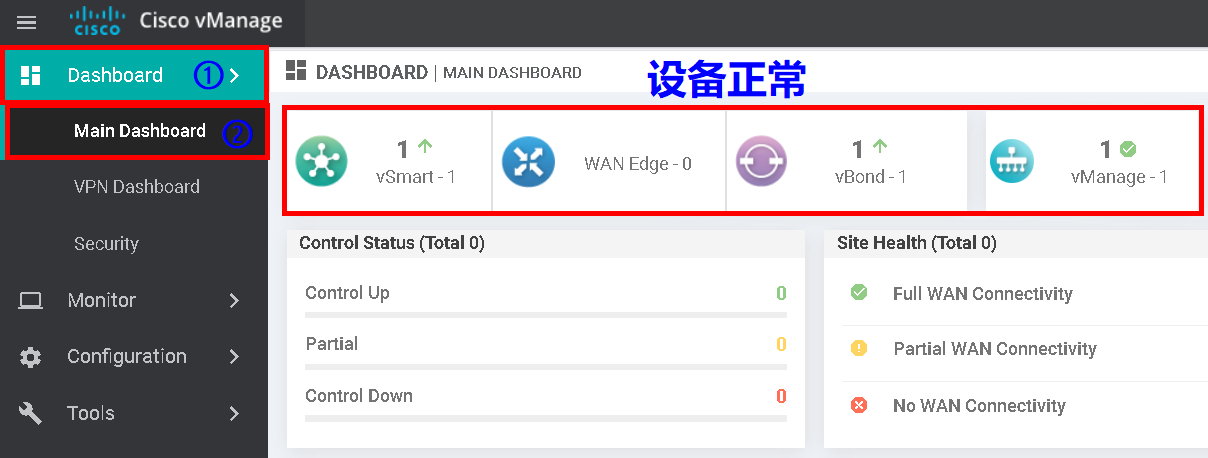 CISCO Cisco vManage
Dashboard ①
Main Dashboard ②
VPN Dashboard
Security
Monitor
Configuration
Tools
DASHBOARD | MAIN DASHBOARD
设备正常
1
vSmart - 1
WAN Edge - 0
1
vBond - 1
1
vManage - 1
Control Status (Total 0)
Control Up 0
Partial 0
Control Down 0
Site Health (Total 0)
Full WAN Connectivity
Partial WAN Connectivity
No WAN Connectivity